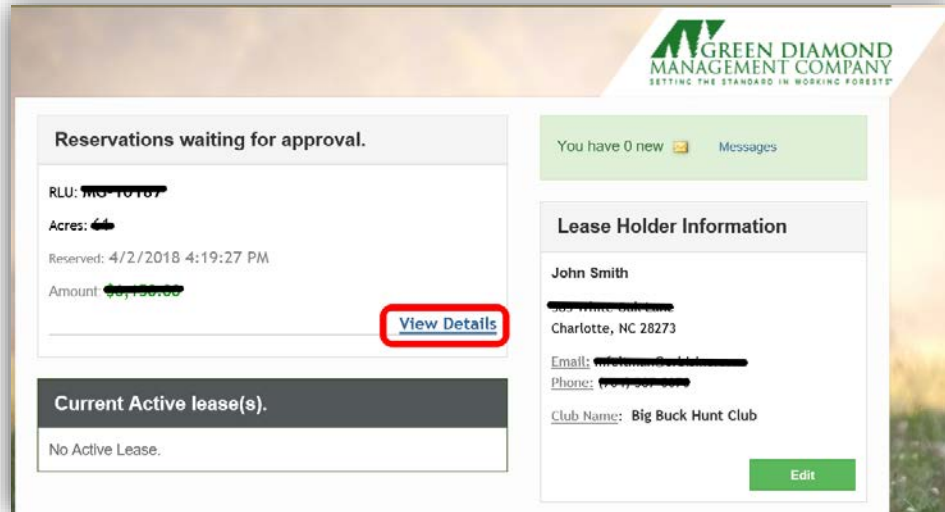 GREEN DIAMOND
MANAGEMENT COMPANY
SETTING THE STANDARD IN WORKING FORESTS
Reservations waiting for approval.
RLU:
Acres:
Reserved: 4/2/2018 4:19:27 PM
Amount:
View Details
Current Active lease(s).
No Active Lease.
You have 0 new Messages
Lease Holder Information
John Smith
Charlotte, NC 28273
Email:
Phone:
Club Name: Big Buck Hunt Club
Edit